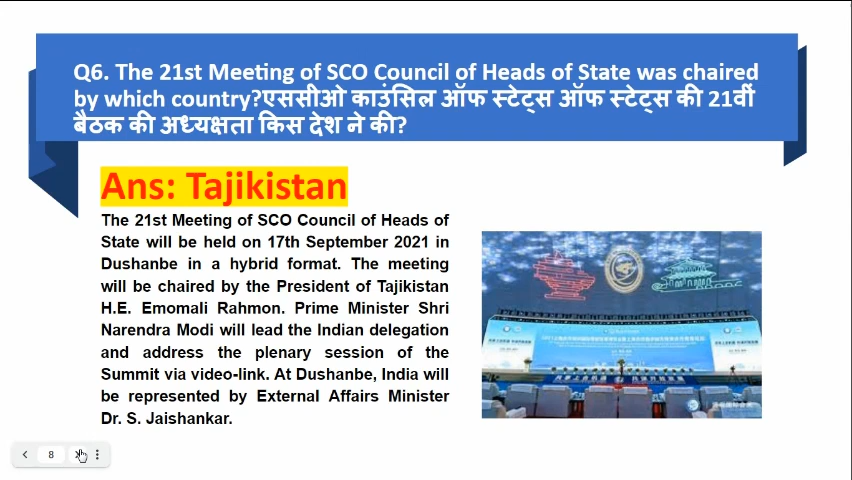 Q6. The 21st Meeting of SCO Council of Heads of State was chaired
by which country?एससीओ काउंसिल ऑफ स्टेट्स ऑफ स्टेट्स की 21वीं
बैठक की अध्यक्षता किस देश ने की?
Ans: Tajikistan
The 21st Meeting of SCO Council of Heads of
State will be held on 17th September 2021 in
Dushanbe in a hybrid format. The meeting
will be chaired by the President of Tajikistan
H.E. Emomali Rahmon. Prime Minister Shri
Narendra Modi will lead the Indian delegation
and address the plenary session of the
Summit via video-link. At Dushanbe, India will
be represented by External Affairs Minister
Dr. S. Jaishankar.
8